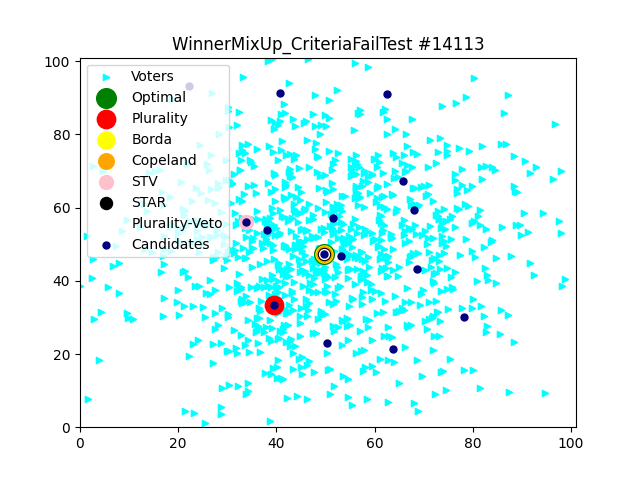 WinnerMixUp_CriteriaFailTest #14113
Voters
Optimal
Plurality
Borda
Copeland
STV
STAR
Plurality-Veto
Candidates
100
80
60
40
20
0
0 20 40 60 80 100